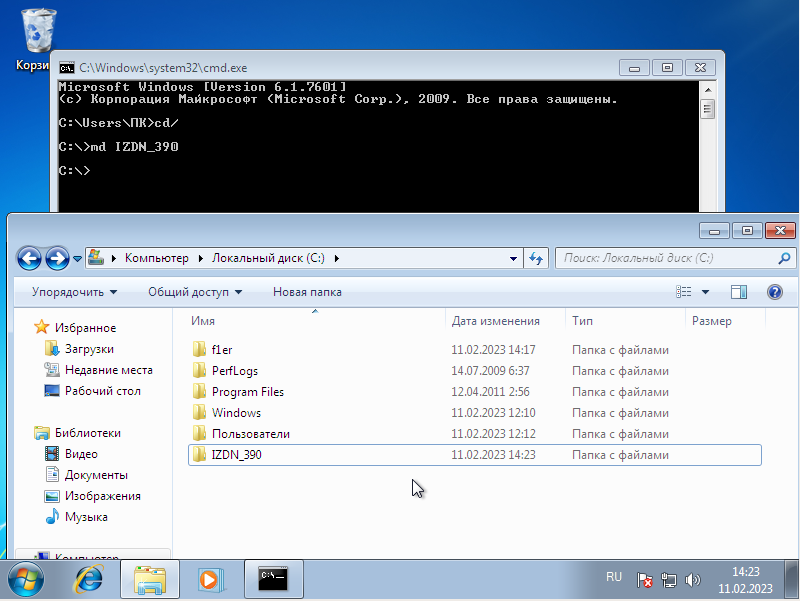 Корзи
C:\Windows\system32\cmd.exe
Microsoft Windows [Version 6.1.7601]
(c) Корпорация Майкрософт (Microsoft Corp.), 2009. Все права защищены.
C:\Users\ПК>cd/
C:\>md IZDN_390
C:\>
Компьютер Локальный диск (C:)
Поиск: Локальный диск (C:)
Упорядочить Общий доступ Новая папка
Имя Дата изменения Тип Размер
Избранное
Загрузки
Недавние места
Рабочий стол
Библиотеки
Видео
Документы
Изображения
Музыка
Компьютер
f1er 11.02.2023 14:17 Папка с файлами
PerfLogs 14.07.2009 6:37 Папка с файлами
Program Files 12.04.2011 2:56 Папка с файлами
Windows 11.02.2023 12:10 Папка с файлами
Пользователи 11.02.2023 12:12 Папка с файлами
IZDN_390 11.02.2023 14:23 Папка с файлами
RU
14:23
11.02.2023